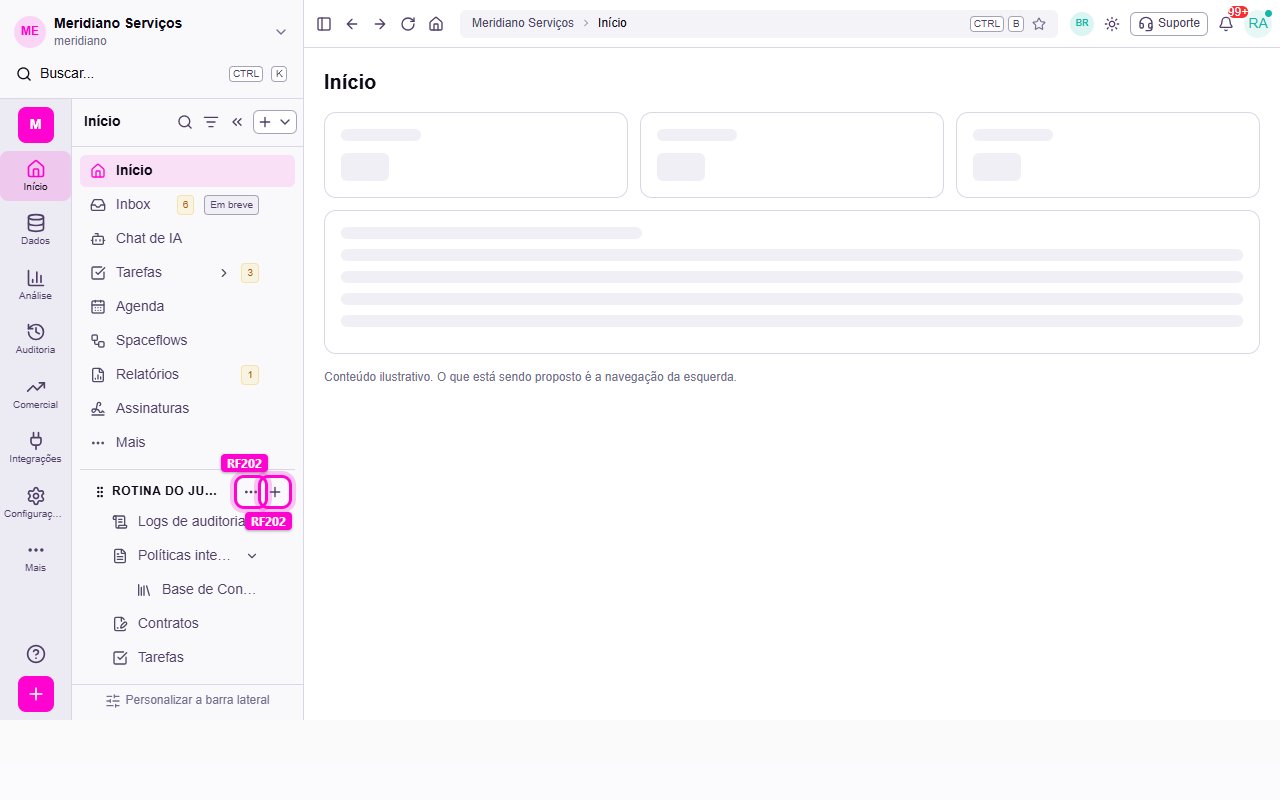 ME
Meridiano Serviços
meridiano
Buscar...
CTRL
K
M
Início
Dados
Análise
Auditoria
Comercial
Integrações
Configuraç...
Mais
Início
Início
Inbox
6
Em breve
Chat de IA
Tarefas
3
Agenda
Spaceflows
Relatórios
1
Assinaturas
Mais
RF202
ROTINA DO JU...
RF202
Logs de auditoria
Políticas inte...
Base de Con...
Contratos
Tarefas
Personalizar a barra lateral
Meridiano Serviços
Início
CTRL
B
BR
Suporte
99+
RA
Início
Conteúdo ilustrativo. O que está sendo proposto é a navegação da esquerda.